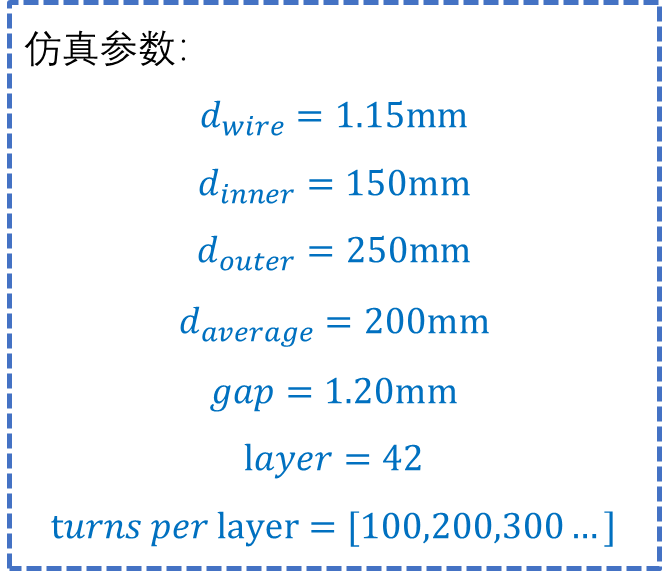 仿真参数:
d_wire = 1.15mm
d_inner = 150mm
d_outer = 250mm
d_average = 200mm
gap = 1.20mm
layer = 42
turns per layer = [100,200,300 … ]